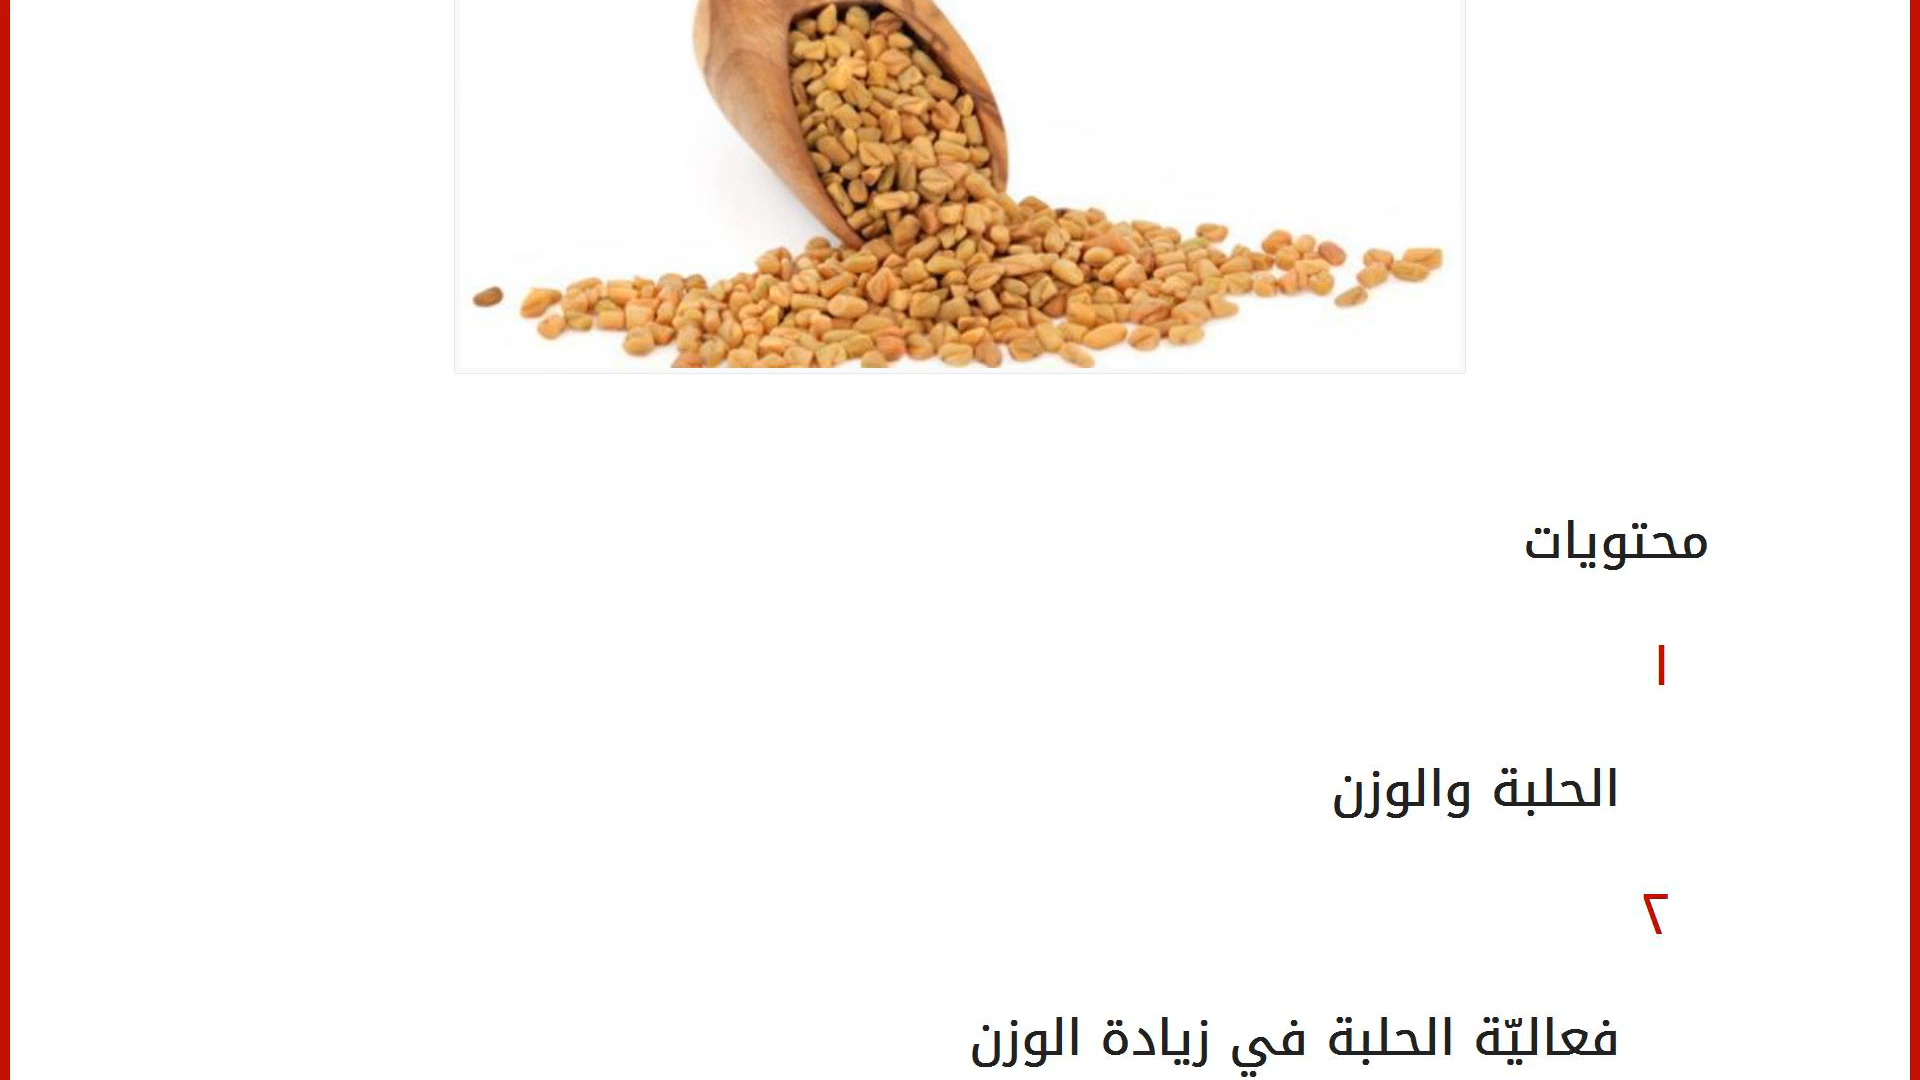 محتويات
١
الحلبة والوزن
٢
فعاليّة الحلبة في زيادة الوزن